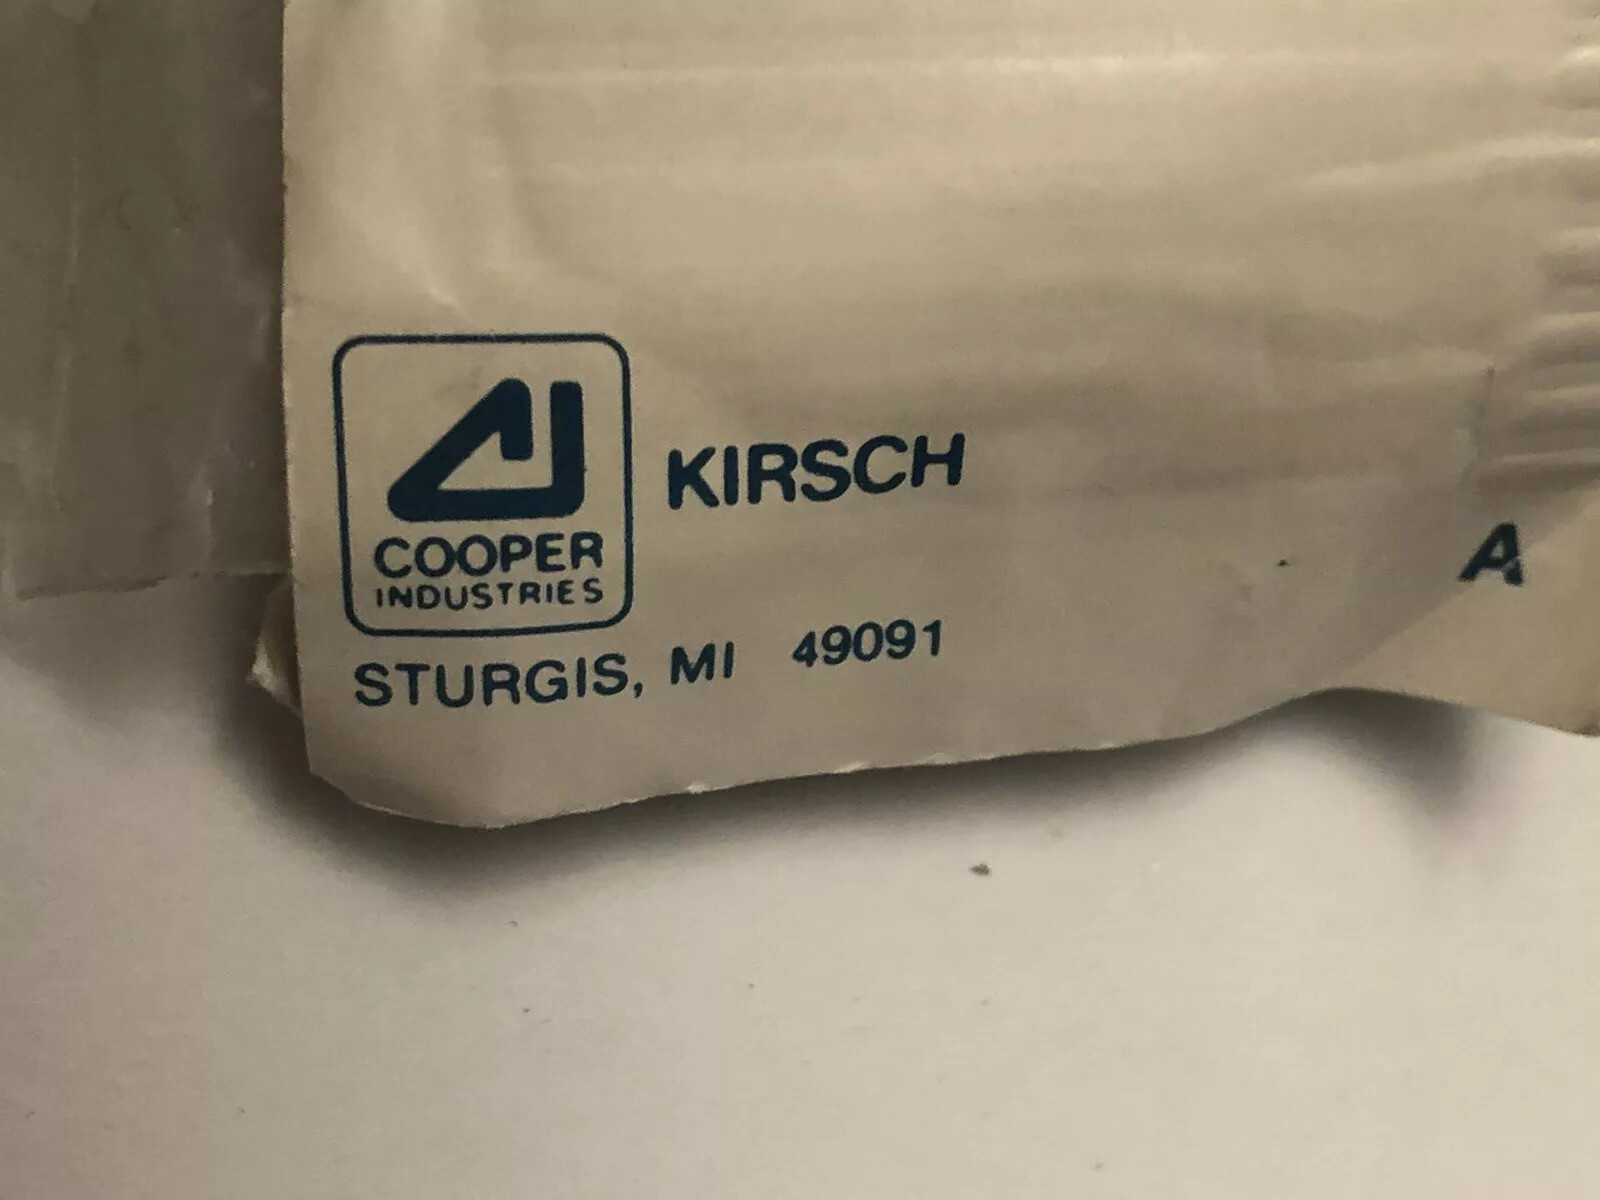 KIRSCH
COOPER
INDUSTRIES
STURGIS, MI 49091
A